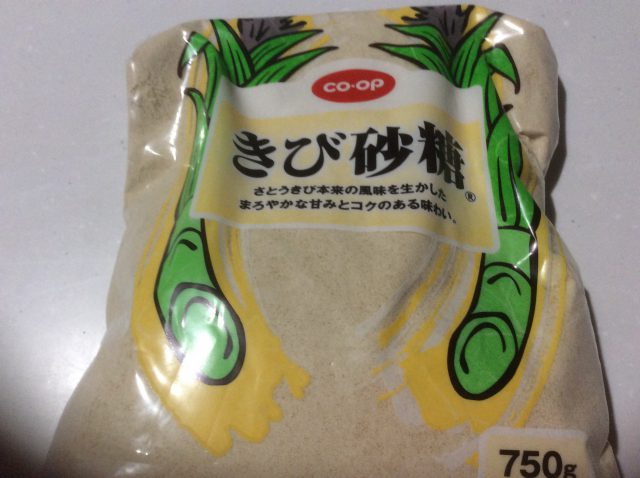 CO·OP
きび砂糖®
さとうきび本来の風味を生かした
まろやかな甘みとコクのある味わい。
750g